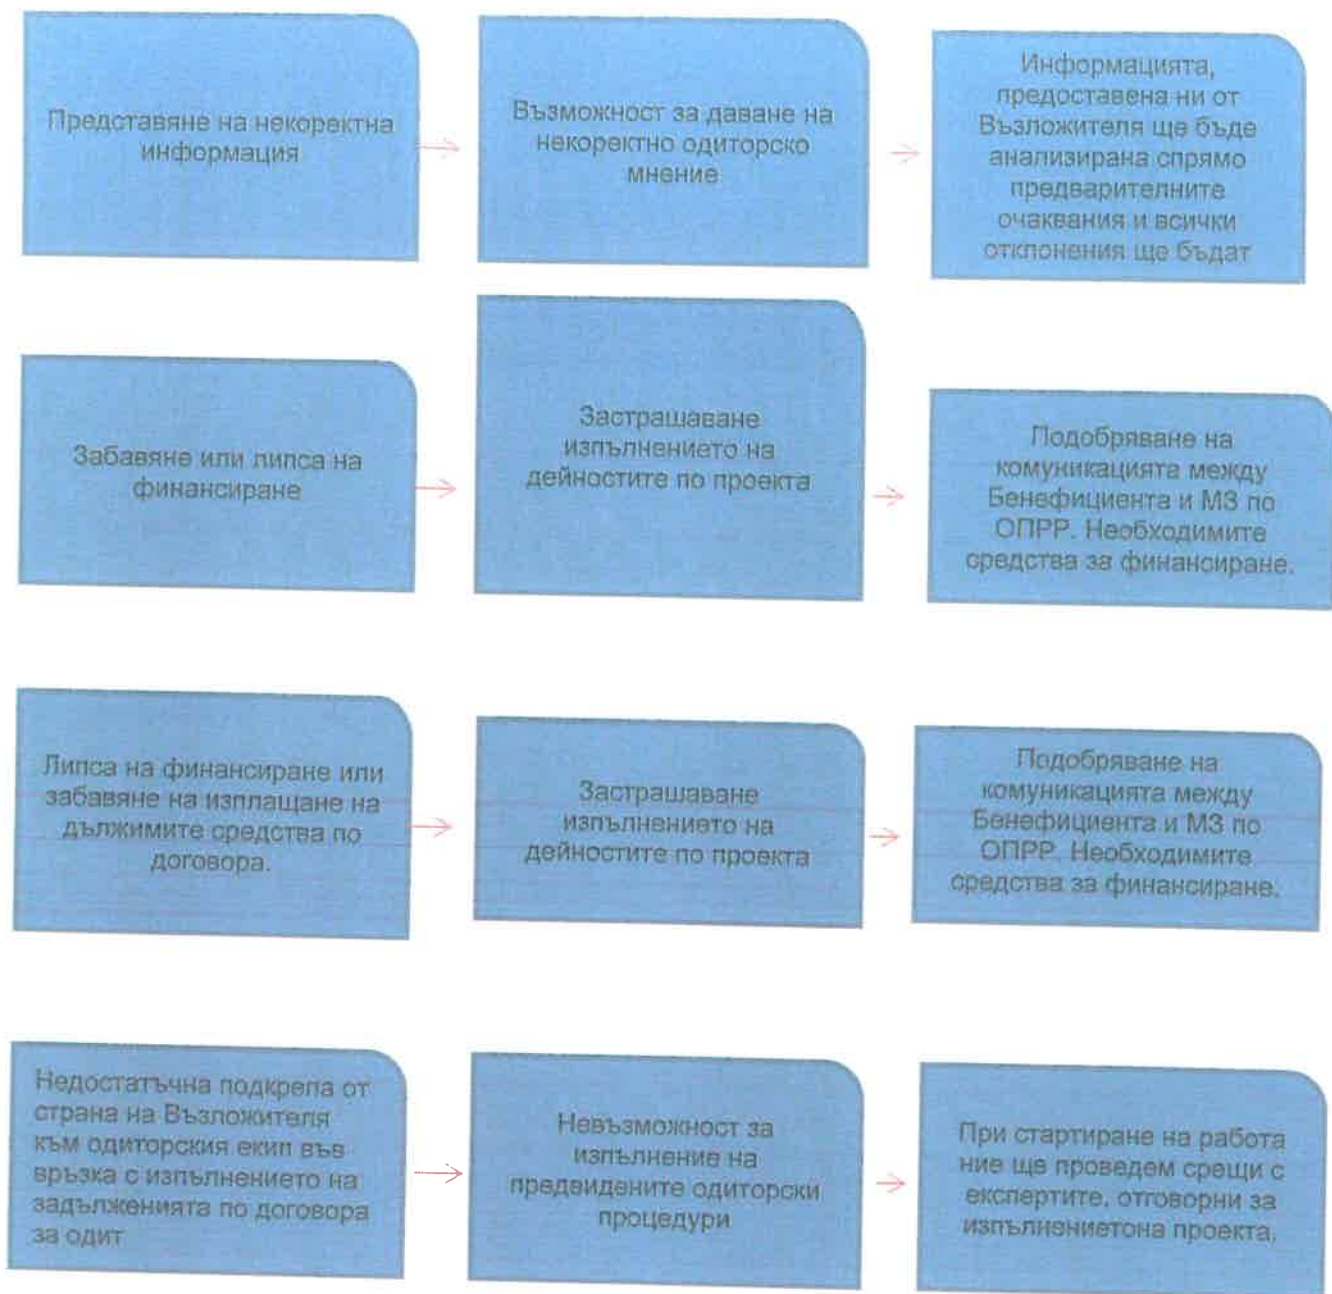 Представяне на некоректна
информация
Възможност за даване на
некоректно одиторско
мнение
Информацията,
предоставена ни от
Възложителя ще бъде
анализирана спрямо
предварителните
очаквания и всички
отклонения ще бъдат
Забавяне или липса на
финансиране
Застрашаване
изпълнението на
дейностите по проекта
Подобряване на
комуникацията между
Бенефициента и МЗ по
ОПРР. Необходимите
средства за финансиране.
Липса на финансиране или
забавяне на изплащане на
дължимите средства по
договора.
Застрашаване
изпълнението на
дейностите по проекта
Подобряване на
комуникацията между
Бенефициента и МЗ по
ОПРР. Необходимите
средства за финансиране.
Недостатъчна подкрепа от
страна на Възложителя
към одиторския екип във
връзка с изпълнението на
задълженията по договора
за одит
Невъзможност за
изпълнение на
предвидените одиторски
процедури
При стартиране на работа
ние ще проведем срещи с
експертите, отговорни за
изпълнениетона проекта.